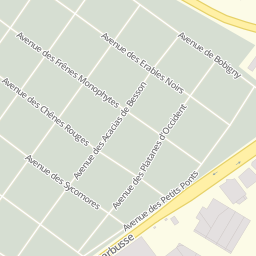 Avenue des Erables Noirs
Avenue de Bobigny
Avenue des Frênes Monophytes
Avenue des Acacias de Besson
Avenue des Platanes d'Occident
Avenue des Chênes Rouges
Avenue des Sycomores
Avenue des Petits Ponts
arbusse